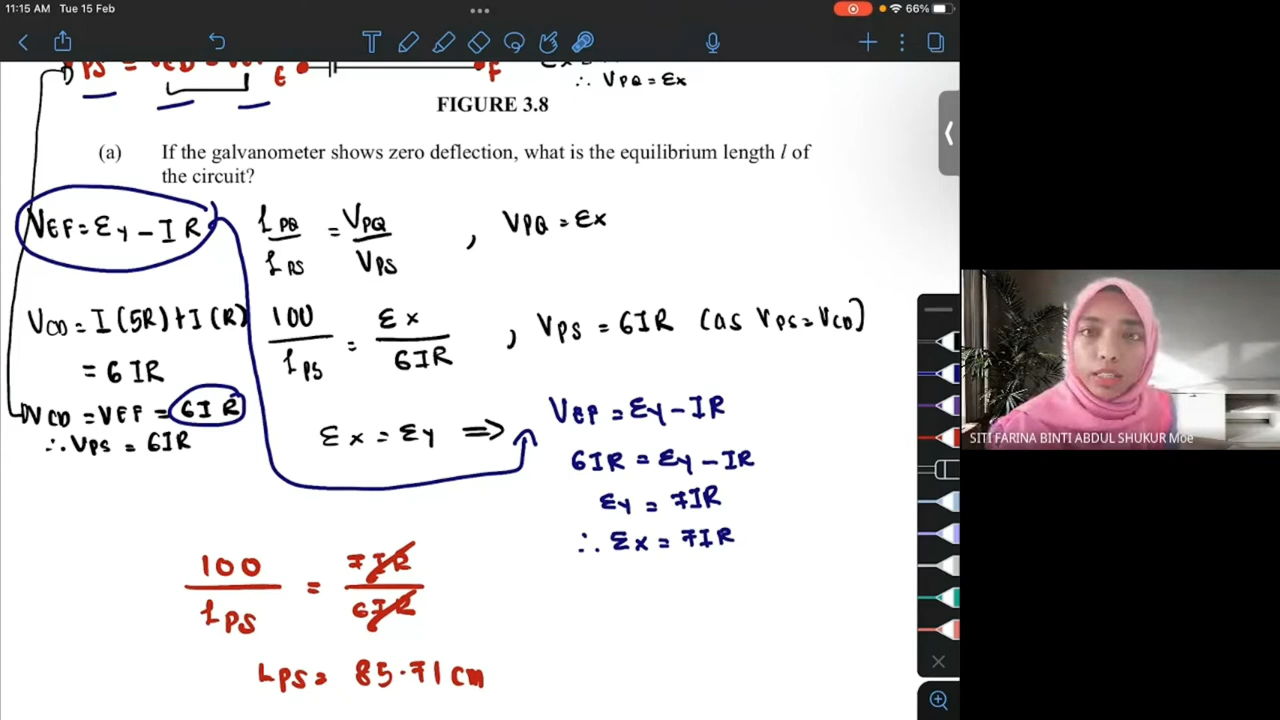 11:15 AM Tue 15 Feb
66%
PS = VCD = VEF
E
F
∴ VPQ = Ex
FIGURE 3.8
(a) If the galvanometer shows zero deflection, what is the equilibrium length l of
the circuit?
VEF = Ey - IR
LPQ / LPS = VPQ / VPS , VPQ = Ex
VCD = I(5R) + I(R)
= 6IR
100 / LPS = Ex / 6IR , VPS = 6IR (as VPS = VCD)
VCD = VEF = 6IR
∴ VPS = 6IR
Ex = Ey ⇒
VEF = Ey - IR
6IR = Ey - IR
Ey = 7IR
∴ Ex = 7IR
100 / LPS = 7IR / 6IR
LPS = 85.71 cm
SITI FARINA BINTI ABDUL SHUKUR Moe